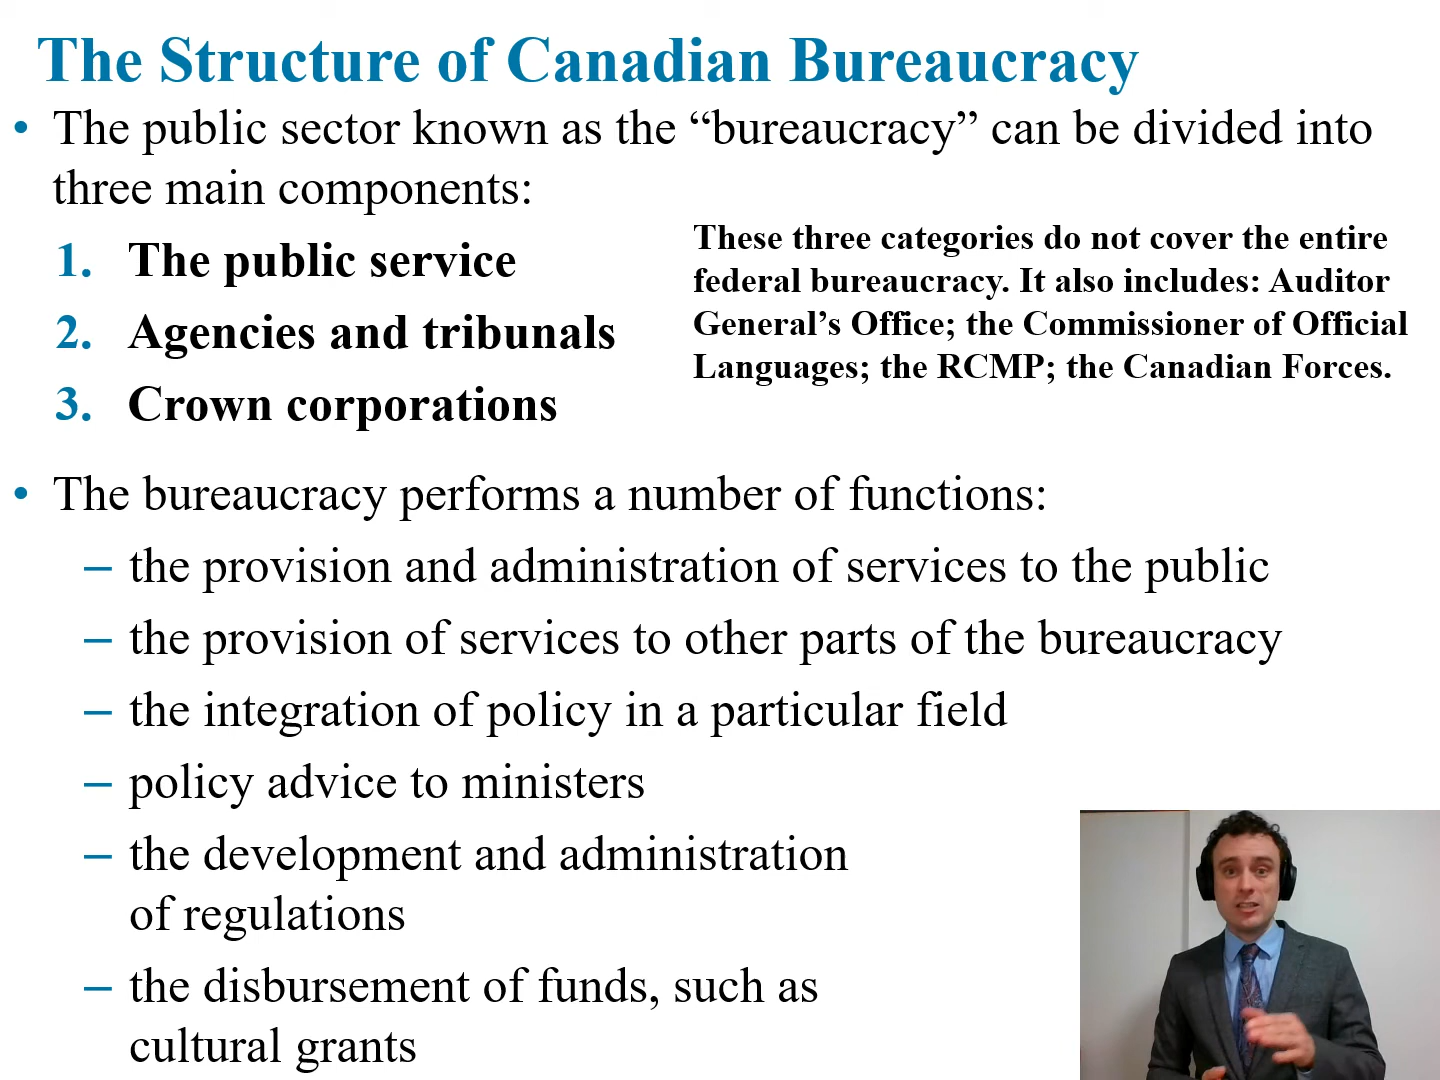 The Structure of Canadian Bureaucracy
• The public sector known as the “bureaucracy” can be divided into
three main components:
1. The public service
2. Agencies and tribunals
3. Crown corporations
These three categories do not cover the entire
federal bureaucracy. It also includes: Auditor
General’s Office; the Commissioner of Official
Languages; the RCMP; the Canadian Forces.
• The bureaucracy performs a number of functions:
– the provision and administration of services to the public
– the provision of services to other parts of the bureaucracy
– the integration of policy in a particular field
– policy advice to ministers
– the development and administration
of regulations
– the disbursement of funds, such as
cultural grants